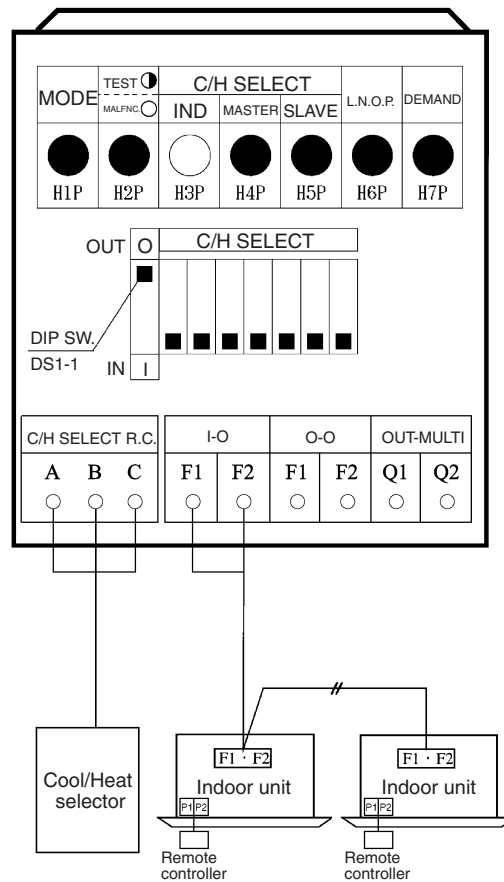 MODE TEST C/H SELECT L.N.O.P. DEMAND
MALFNC. IND MASTER SLAVE
H1P H2P H3P H4P H5P H6P H7P
OUT O C/H SELECT
DIP SW.
DS1-1
IN I
C/H SELECT R.C. I-O O-O OUT-MULTI
A B C F1 F2 F1 F2 Q1 Q2
Cool/Heat
selector
F1 · F2
Indoor unit
P1 P2
Remote
controller
F1 · F2
Indoor unit
P1 P2
Remote
controller